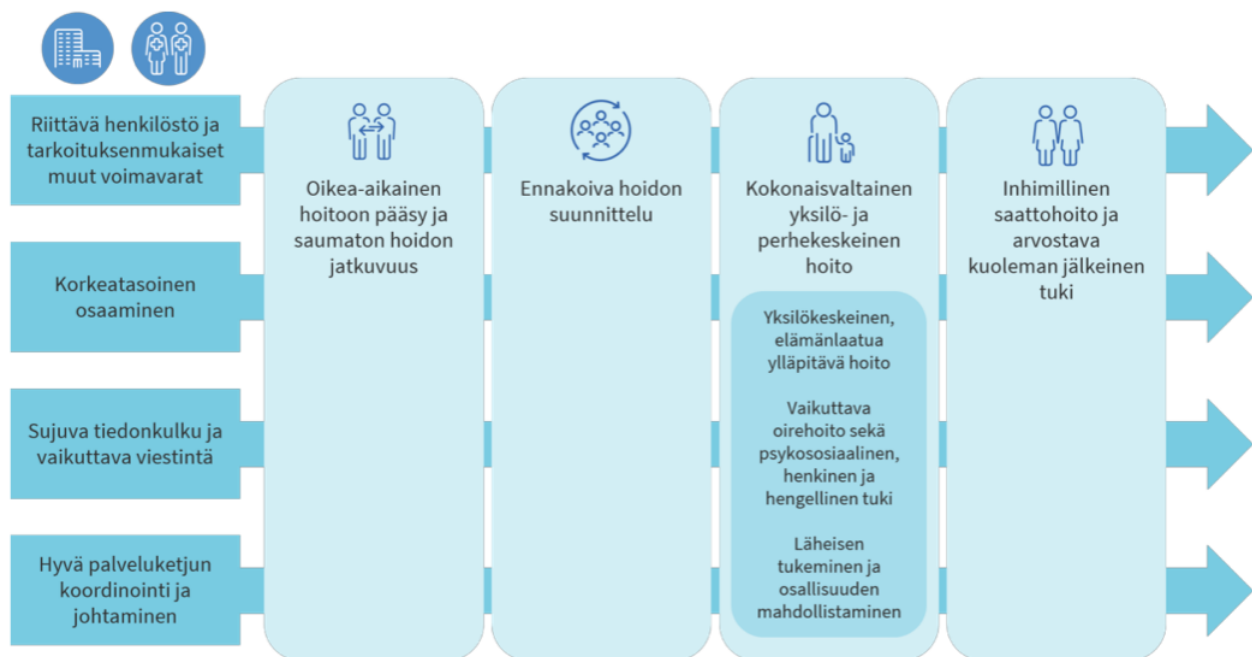 Riittävä henkilöstö ja
tarkoituksenmukaiset
muut voimavarat
Korkeatasoinen
osaaminen
Sujuva tiedonkulku ja
vaikuttava viestintä
Hyvä palveluketjun
koordinointi ja
johtaminen
Oikea-aikainen
hoitoon pääsy ja
saumaton hoidon
jatkuvuus
Ennakoiva hoidon
suunnittelu
Kokonaisvaltainen
yksilö- ja
perhekeskeinen
hoito
Yksilökeskeinen,
elämänlaatua
ylläpitävä hoito
Vaikuttava
oirehoito sekä
psykososiaalinen,
henkinen ja
hengellinen tuki
Läheisen
tukeminen ja
osallisuuden
mahdollistaminen
Inhimillinen
saattohoito ja
arvostava
kuoleman jälkeinen
tuki